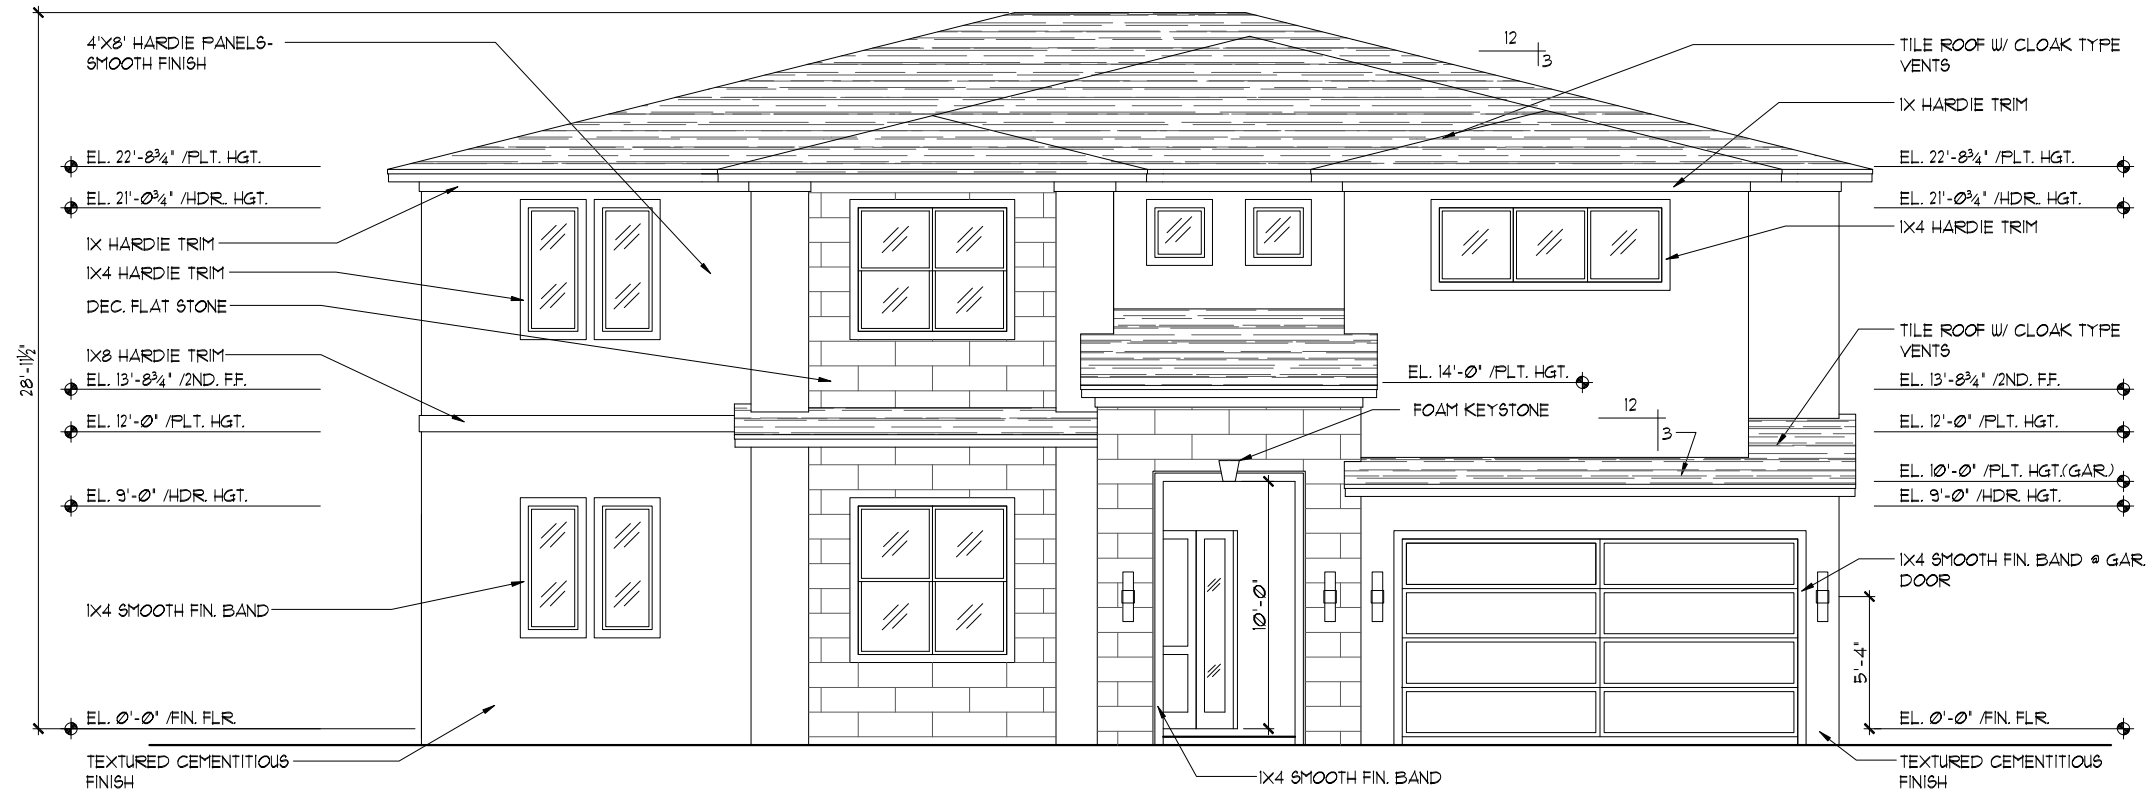 4'X8' HARDIE PANELS-
SMOOTH FINISH
EL. 22'-8¾" /PLT. HGT.
EL. 21'-0¾" /HDR. HGT.
1X HARDIE TRIM
1X4 HARDIE TRIM
DEC. FLAT STONE
1X8 HARDIE TRIM
EL. 13'-8¾" /2ND. F.F.
EL. 12'-0" /PLT. HGT.
EL. 9'-0" /HDR. HGT.
1X4 SMOOTH FIN. BAND
EL. 0'-0" /FIN. FLR.
TEXTURED CEMENTITIOUS
FINISH
28'-11½"
12
3
EL. 14'-0" /PLT. HGT.
FOAM KEYSTONE
12
3
10'-0"
1X4 SMOOTH FIN. BAND
TILE ROOF W/ CLOAK TYPE
VENTS
1X HARDIE TRIM
EL. 22'-8¾" /PLT. HGT.
EL. 21'-0¾" /HDR. HGT.
1X4 HARDIE TRIM
TILE ROOF W/ CLOAK TYPE
VENTS
EL. 13'-8¾" /2ND. F.F.
EL. 12'-0" /PLT. HGT.
EL. 10'-0" /PLT. HGT.(GAR.)
EL. 9'-0" /HDR. HGT.
1X4 SMOOTH FIN. BAND @ GAR.
DOOR
5'-4"
EL. 0'-0" /FIN. FLR.
TEXTURED CEMENTITIOUS
FINISH